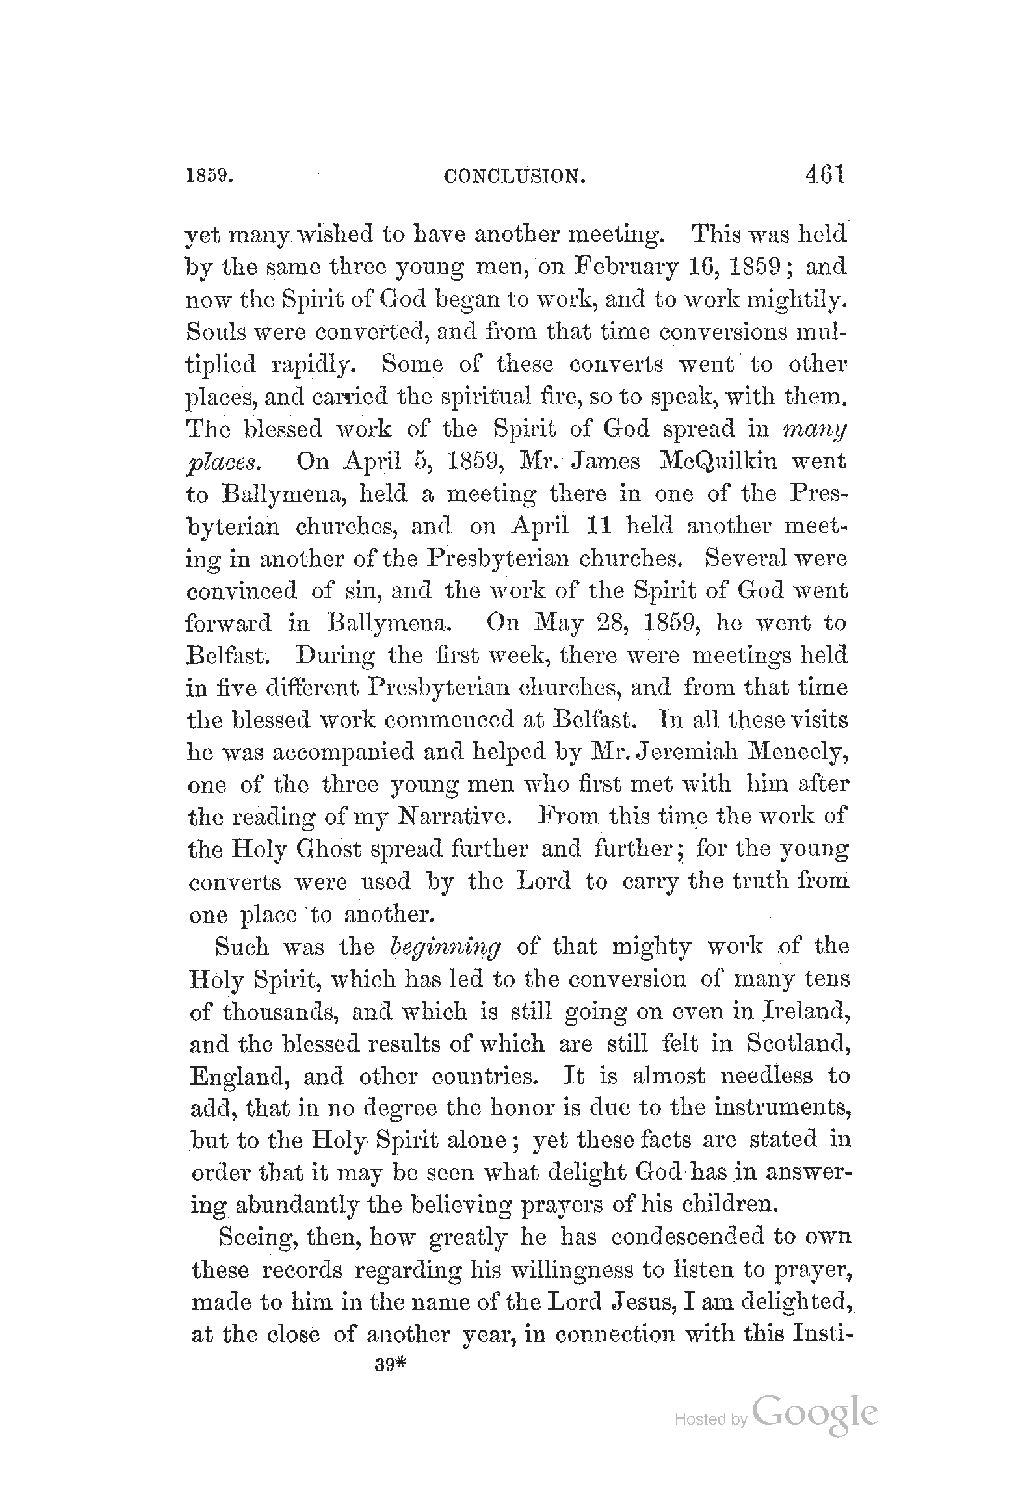 1859. CONCLUSION. 461
yet many wished to have another meeting. This was held
by the same three young men, on February 16, 1859; and
now the Spirit of God began to work, and to work mightily.
Souls were converted, and from that time conversions mul-
tiplied rapidly. Some of these converts went to other
places, and carried the spiritual fire, so to speak, with them.
The blessed work of the Spirit of God spread in many
places. On April 5, 1859, Mr. James McQuilkin went
to Ballymena, held a meeting there in one of the Pres-
byterian churches, and on April 11 held another meet-
ing in another of the Presbyterian churches. Several were
convinced of sin, and the work of the Spirit of God went
forward in Ballymena. On May 28, 1859, he went to
Belfast. During the first week, there were meetings held
in five different Presbyterian churches, and from that time
the blessed work commenced at Belfast. In all these visits
he was accompanied and helped by Mr. Jeremiah Meneely,
one of the three young men who first met with him after
the reading of my Narrative. From this time the work of
the Holy Ghost spread further and further; for the young
converts were used by the Lord to carry the truth from
one place to another.
Such was the beginning of that mighty work of the
Holy Spirit, which has led to the conversion of many tens
of thousands, and which is still going on even in Ireland,
and the blessed results of which are still felt in Scotland,
England, and other countries. It is almost needless to
add, that in no degree the honor is due to the instruments,
but to the Holy Spirit alone; yet these facts are stated in
order that it may be seen what delight God has in answer-
ing abundantly the believing prayers of his children.
Seeing, then, how greatly he has condescended to own
these records regarding his willingness to listen to prayer,
made to him in the name of the Lord Jesus, I am delighted,
at the close of another year, in connection with this Insti-
39*
Hosted by Google